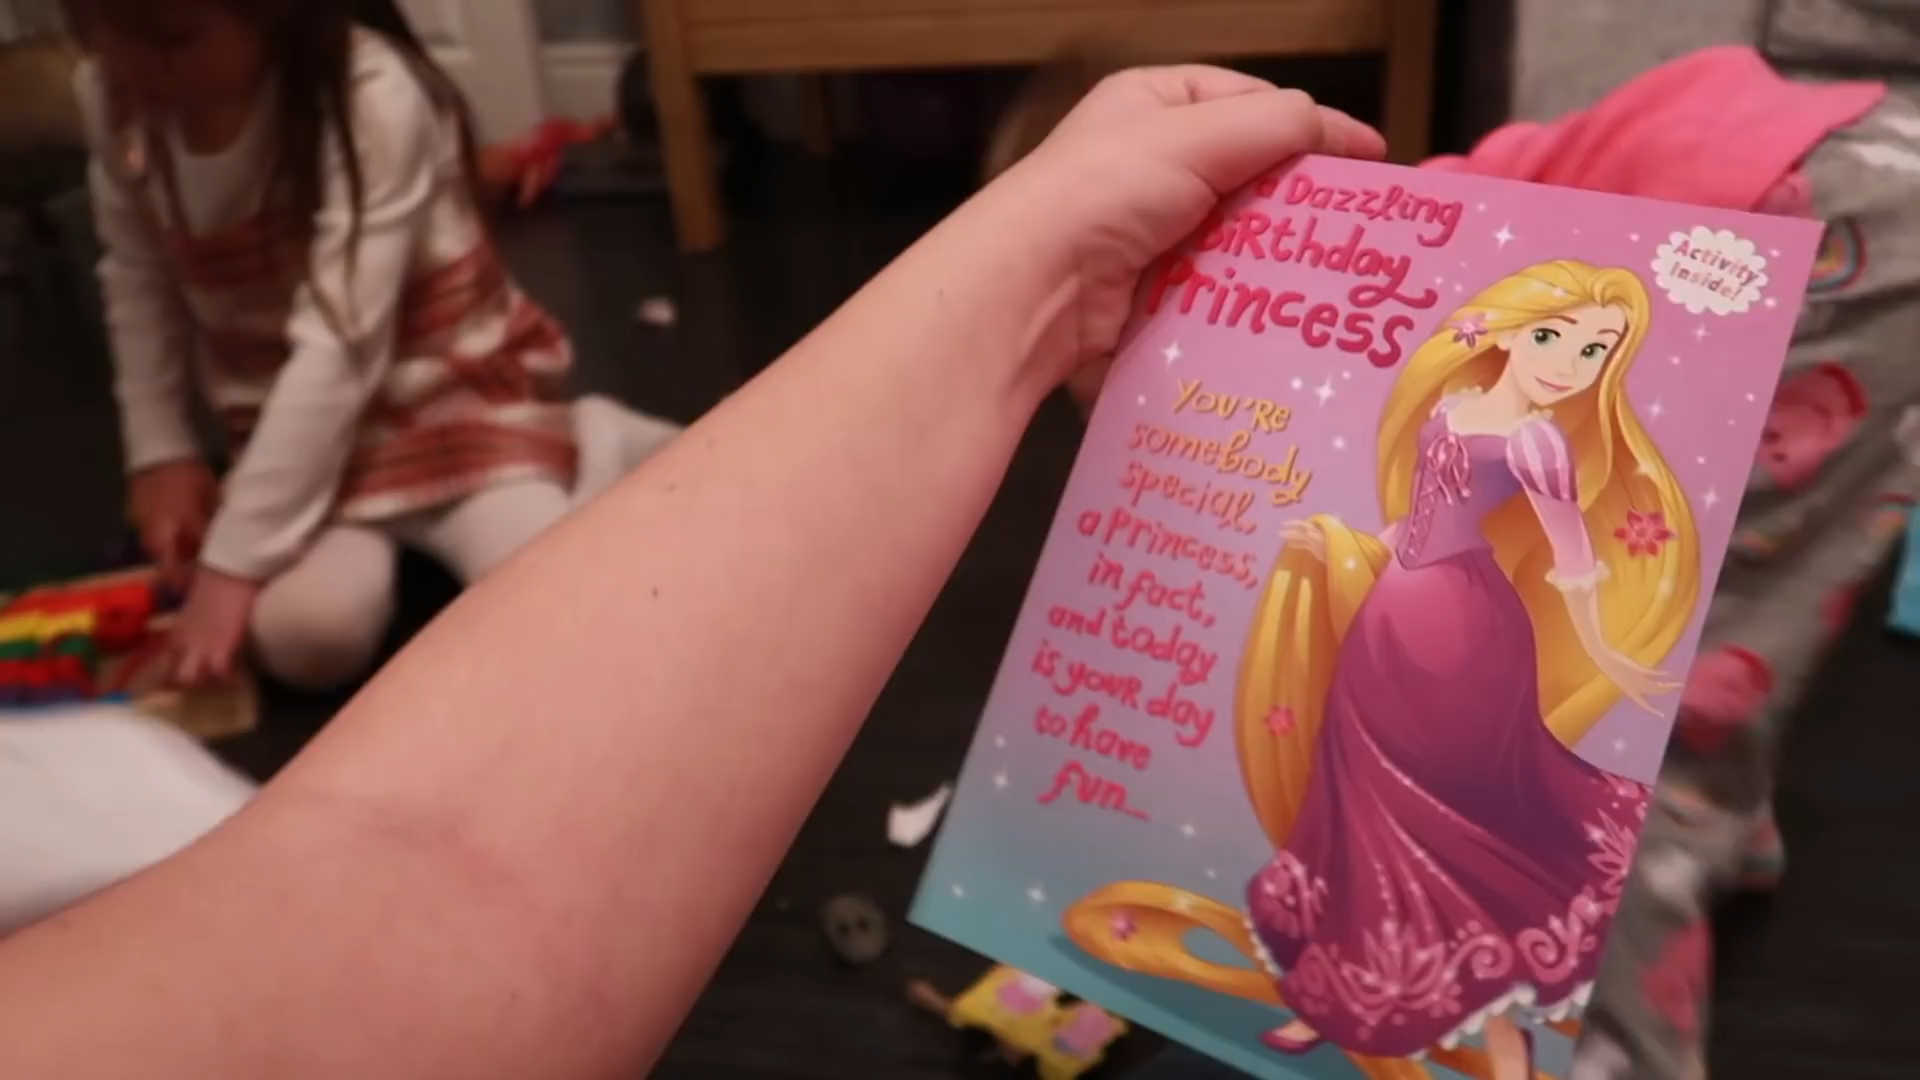 a Dazzling
BiRthday
Princess
Activity
Inside!
You're
somebody
special,
a Princess,
in fact,
and today
is youR day
to have
fun...